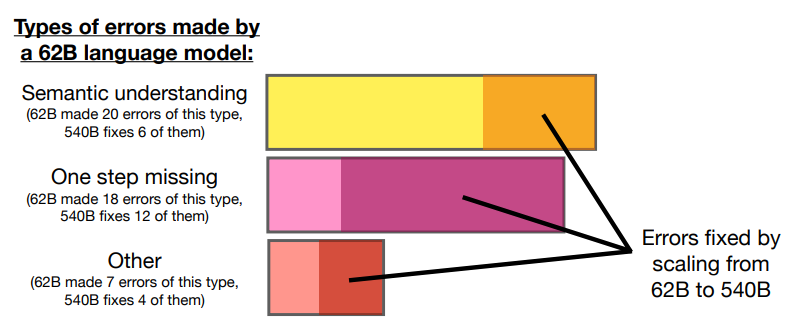 Types of errors made by
a 62B language model:
Semantic understanding
(62B made 20 errors of this type,
540B fixes 6 of them)
One step missing
(62B made 18 errors of this type,
540B fixes 12 of them)
Other
(62B made 7 errors of this type,
540B fixes 4 of them)
Errors fixed by
scaling from
62B to 540B